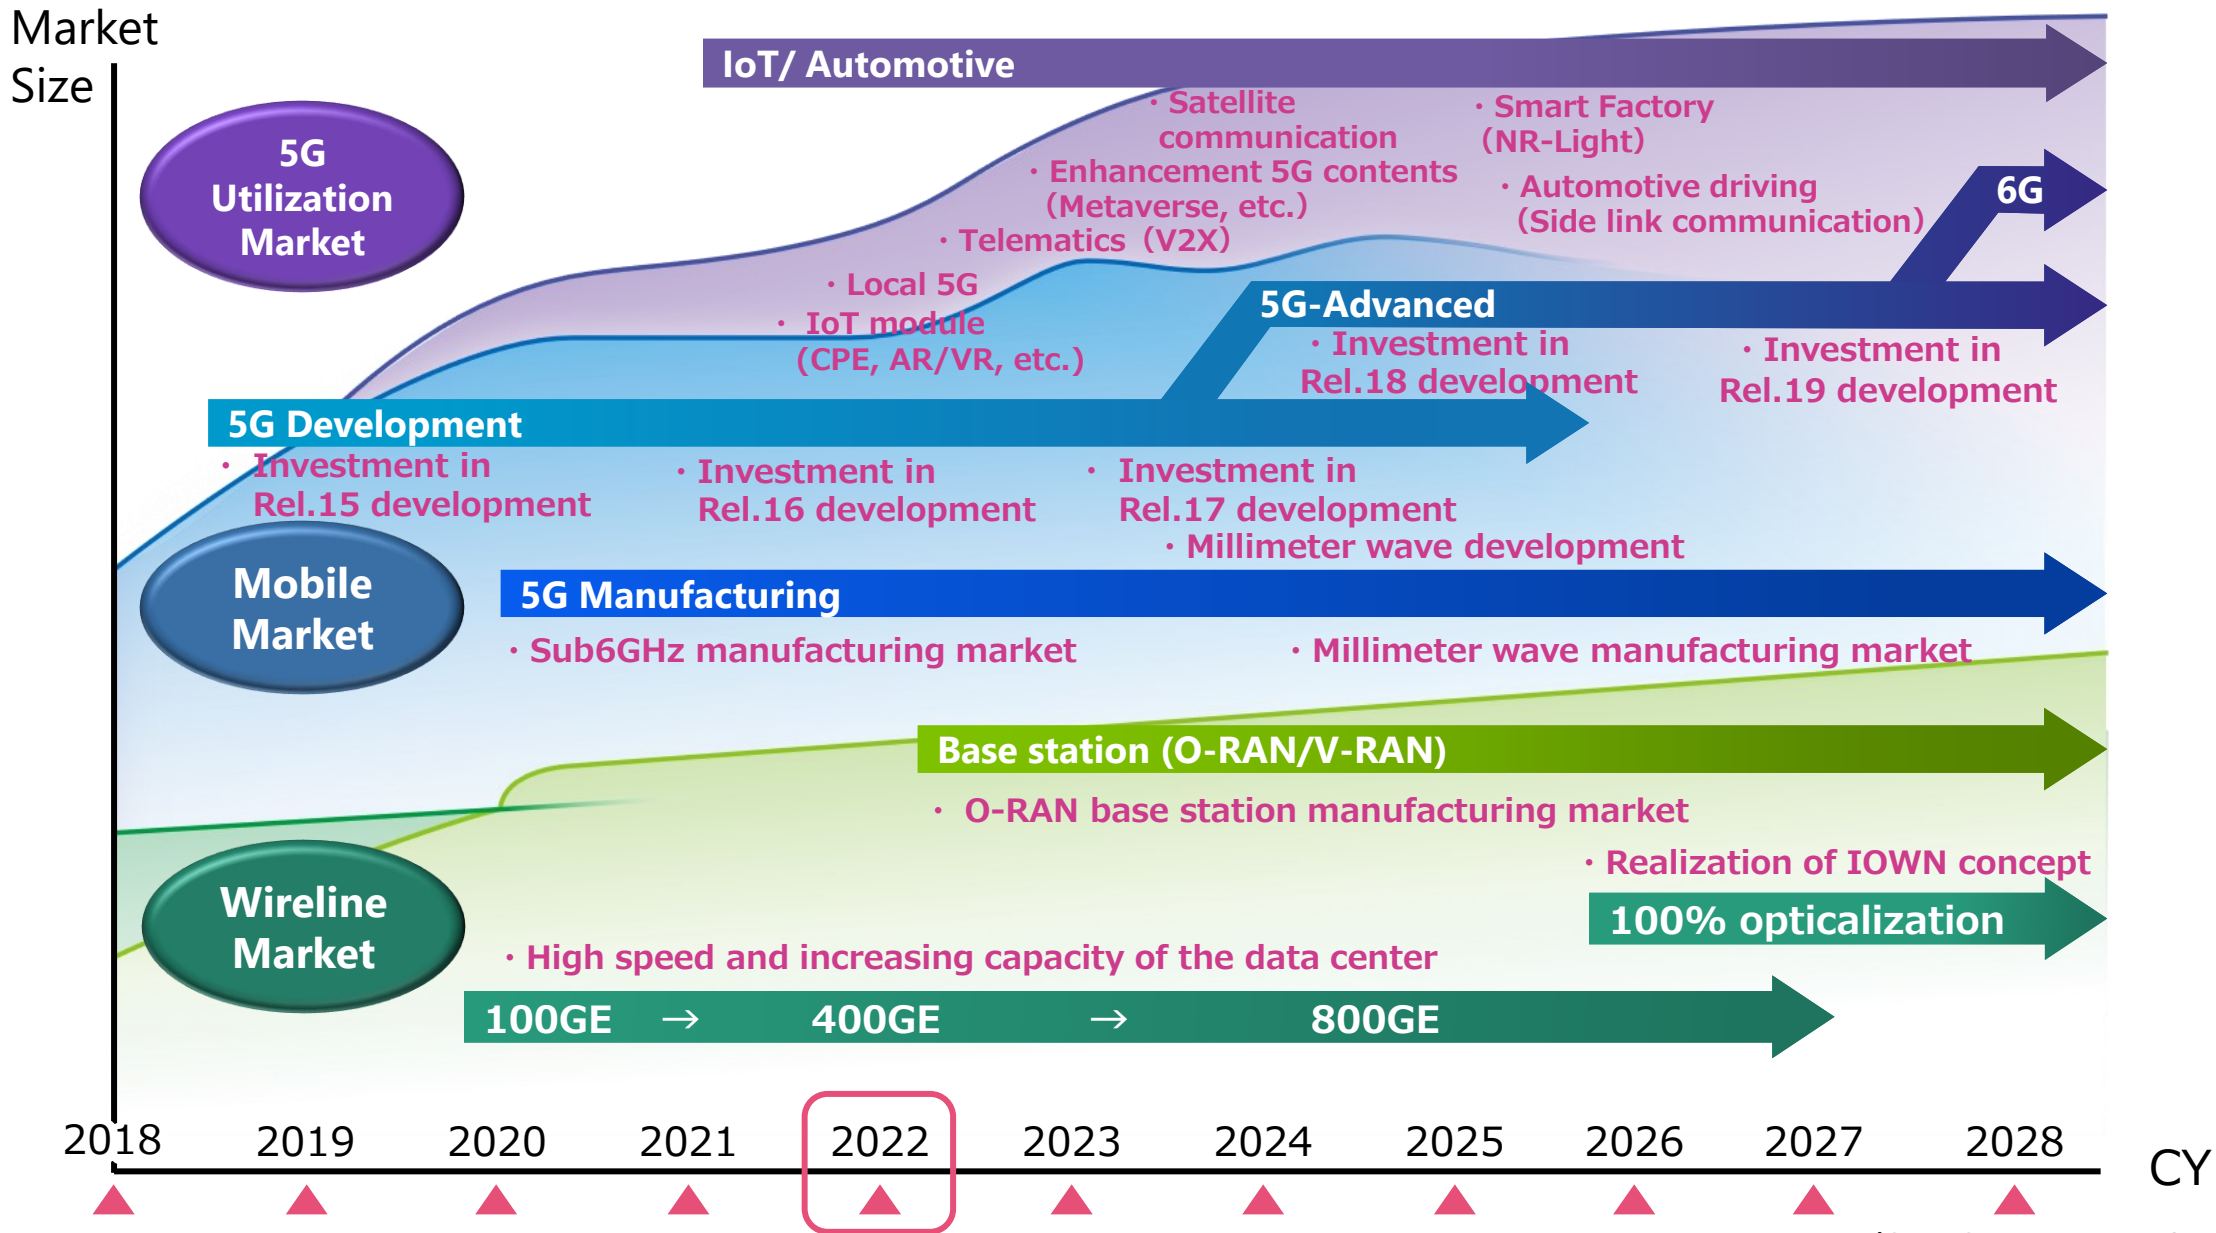 Market
Size
IoT/ Automotive
5G
Utilization
Market
・Satellite
communication
・Smart Factory
(NR-Light)
・Enhancement 5G contents
(Metaverse, etc.)
・Automotive driving
(Side link communication)
6G
・Telematics (V2X)
・Local 5G
・ IoT module
(CPE, AR/VR, etc.)
5G-Advanced
・Investment in
Rel.18 development
・Investment in
Rel.19 development
5G Development
・ Investment in
Rel.15 development
・Investment in
Rel.16 development
・ Investment in
Rel.17 development
・Millimeter wave development
Mobile
Market
5G Manufacturing
・Sub6GHz manufacturing market
・Millimeter wave manufacturing market
Base station (O-RAN/V-RAN)
・ O-RAN base station manufacturing market
・Realization of IOWN concept
100% opticalization
Wireline
Market
・High speed and increasing capacity of the data center
100GE → 400GE → 800GE
2018 2019 2020 2021 2022 2023 2024 2025 2026 2027 2028
CY